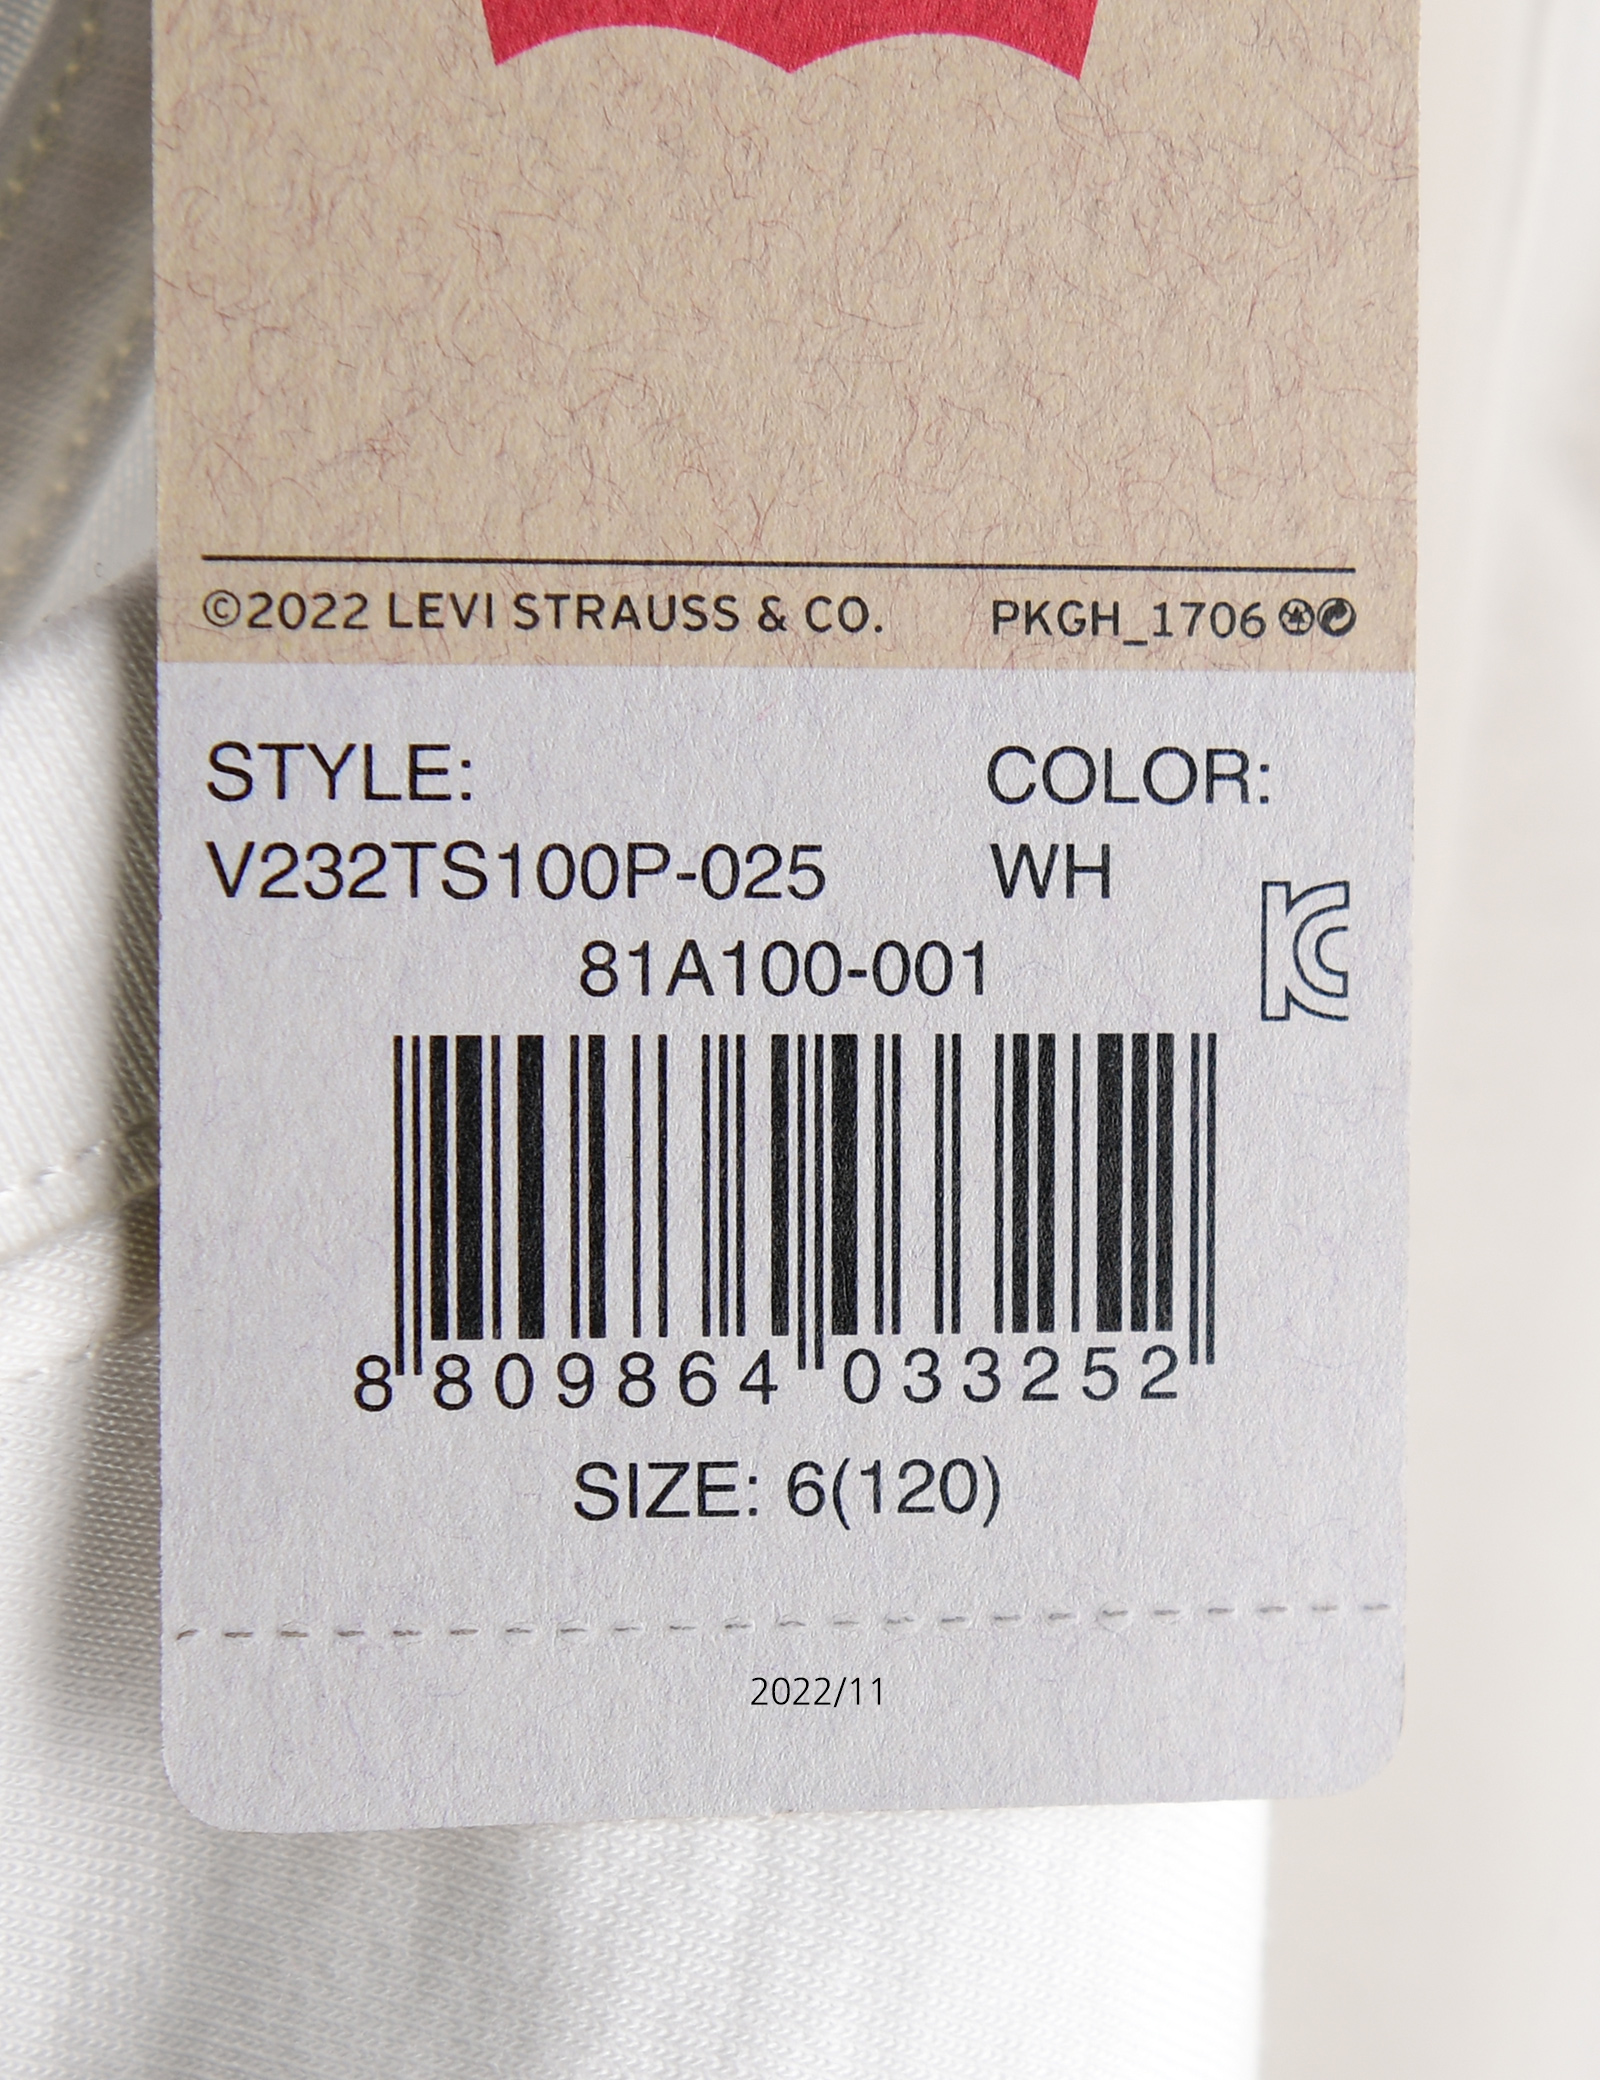 ©2022 LEVI STRAUSS & CO. PKGH_1706
STYLE: COLOR:
V232TS100P-025 WH
81A100-001
8 809864 033252
SIZE: 6(120)
2022/11